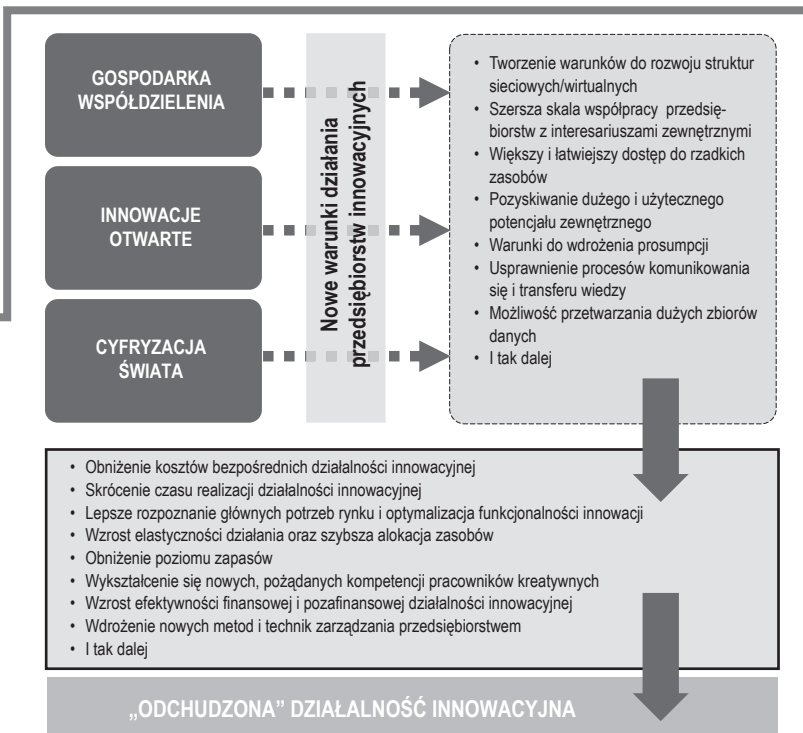 GOSPODARKA
WSPÓŁDZIELENIA
INNOWACJE
OTWARTE
CYFRYZACJA
ŚWIATA
Nowe warunki działania
przedsiębiorstw innowacyjnych
• Tworzenie warunków do rozwoju struktur
sieciowych/wirtualnych
• Szersza skala współpracy przedsię-
biorstw z interesariuszami zewnętrznymi
• Większy i łatwiejszy dostęp do rzadkich
zasobów
• Pozyskiwanie dużego i użytecznego
potencjału zewnętrznego
• Warunki do wdrożenia prosumpcji
• Usprawnienie procesów komunikowania
się i transferu wiedzy
• Możliwość przetwarzania dużych zbiorów
danych
• I tak dalej
• Obniżenie kosztów bezpośrednich działalności innowacyjnej
• Skrócenie czasu realizacji działalności innowacyjnej
• Lepsze rozpoznanie głównych potrzeb rynku i optymalizacja funkcjonalności innowacji
• Wzrost elastyczności działania oraz szybsza alokacja zasobów
• Obniżenie poziomu zapasów
• Wykształcenie się nowych, pożądanych kompetencji pracowników kreatywnych
• Wzrost efektywności finansowej i pozafinansowej działalności innowacyjnej
• Wdrożenie nowych metod i technik zarządzania przedsiębiorstwem
• I tak dalej
„ODCHUDZONA” DZIAŁALNOŚĆ INNOWACYJNA